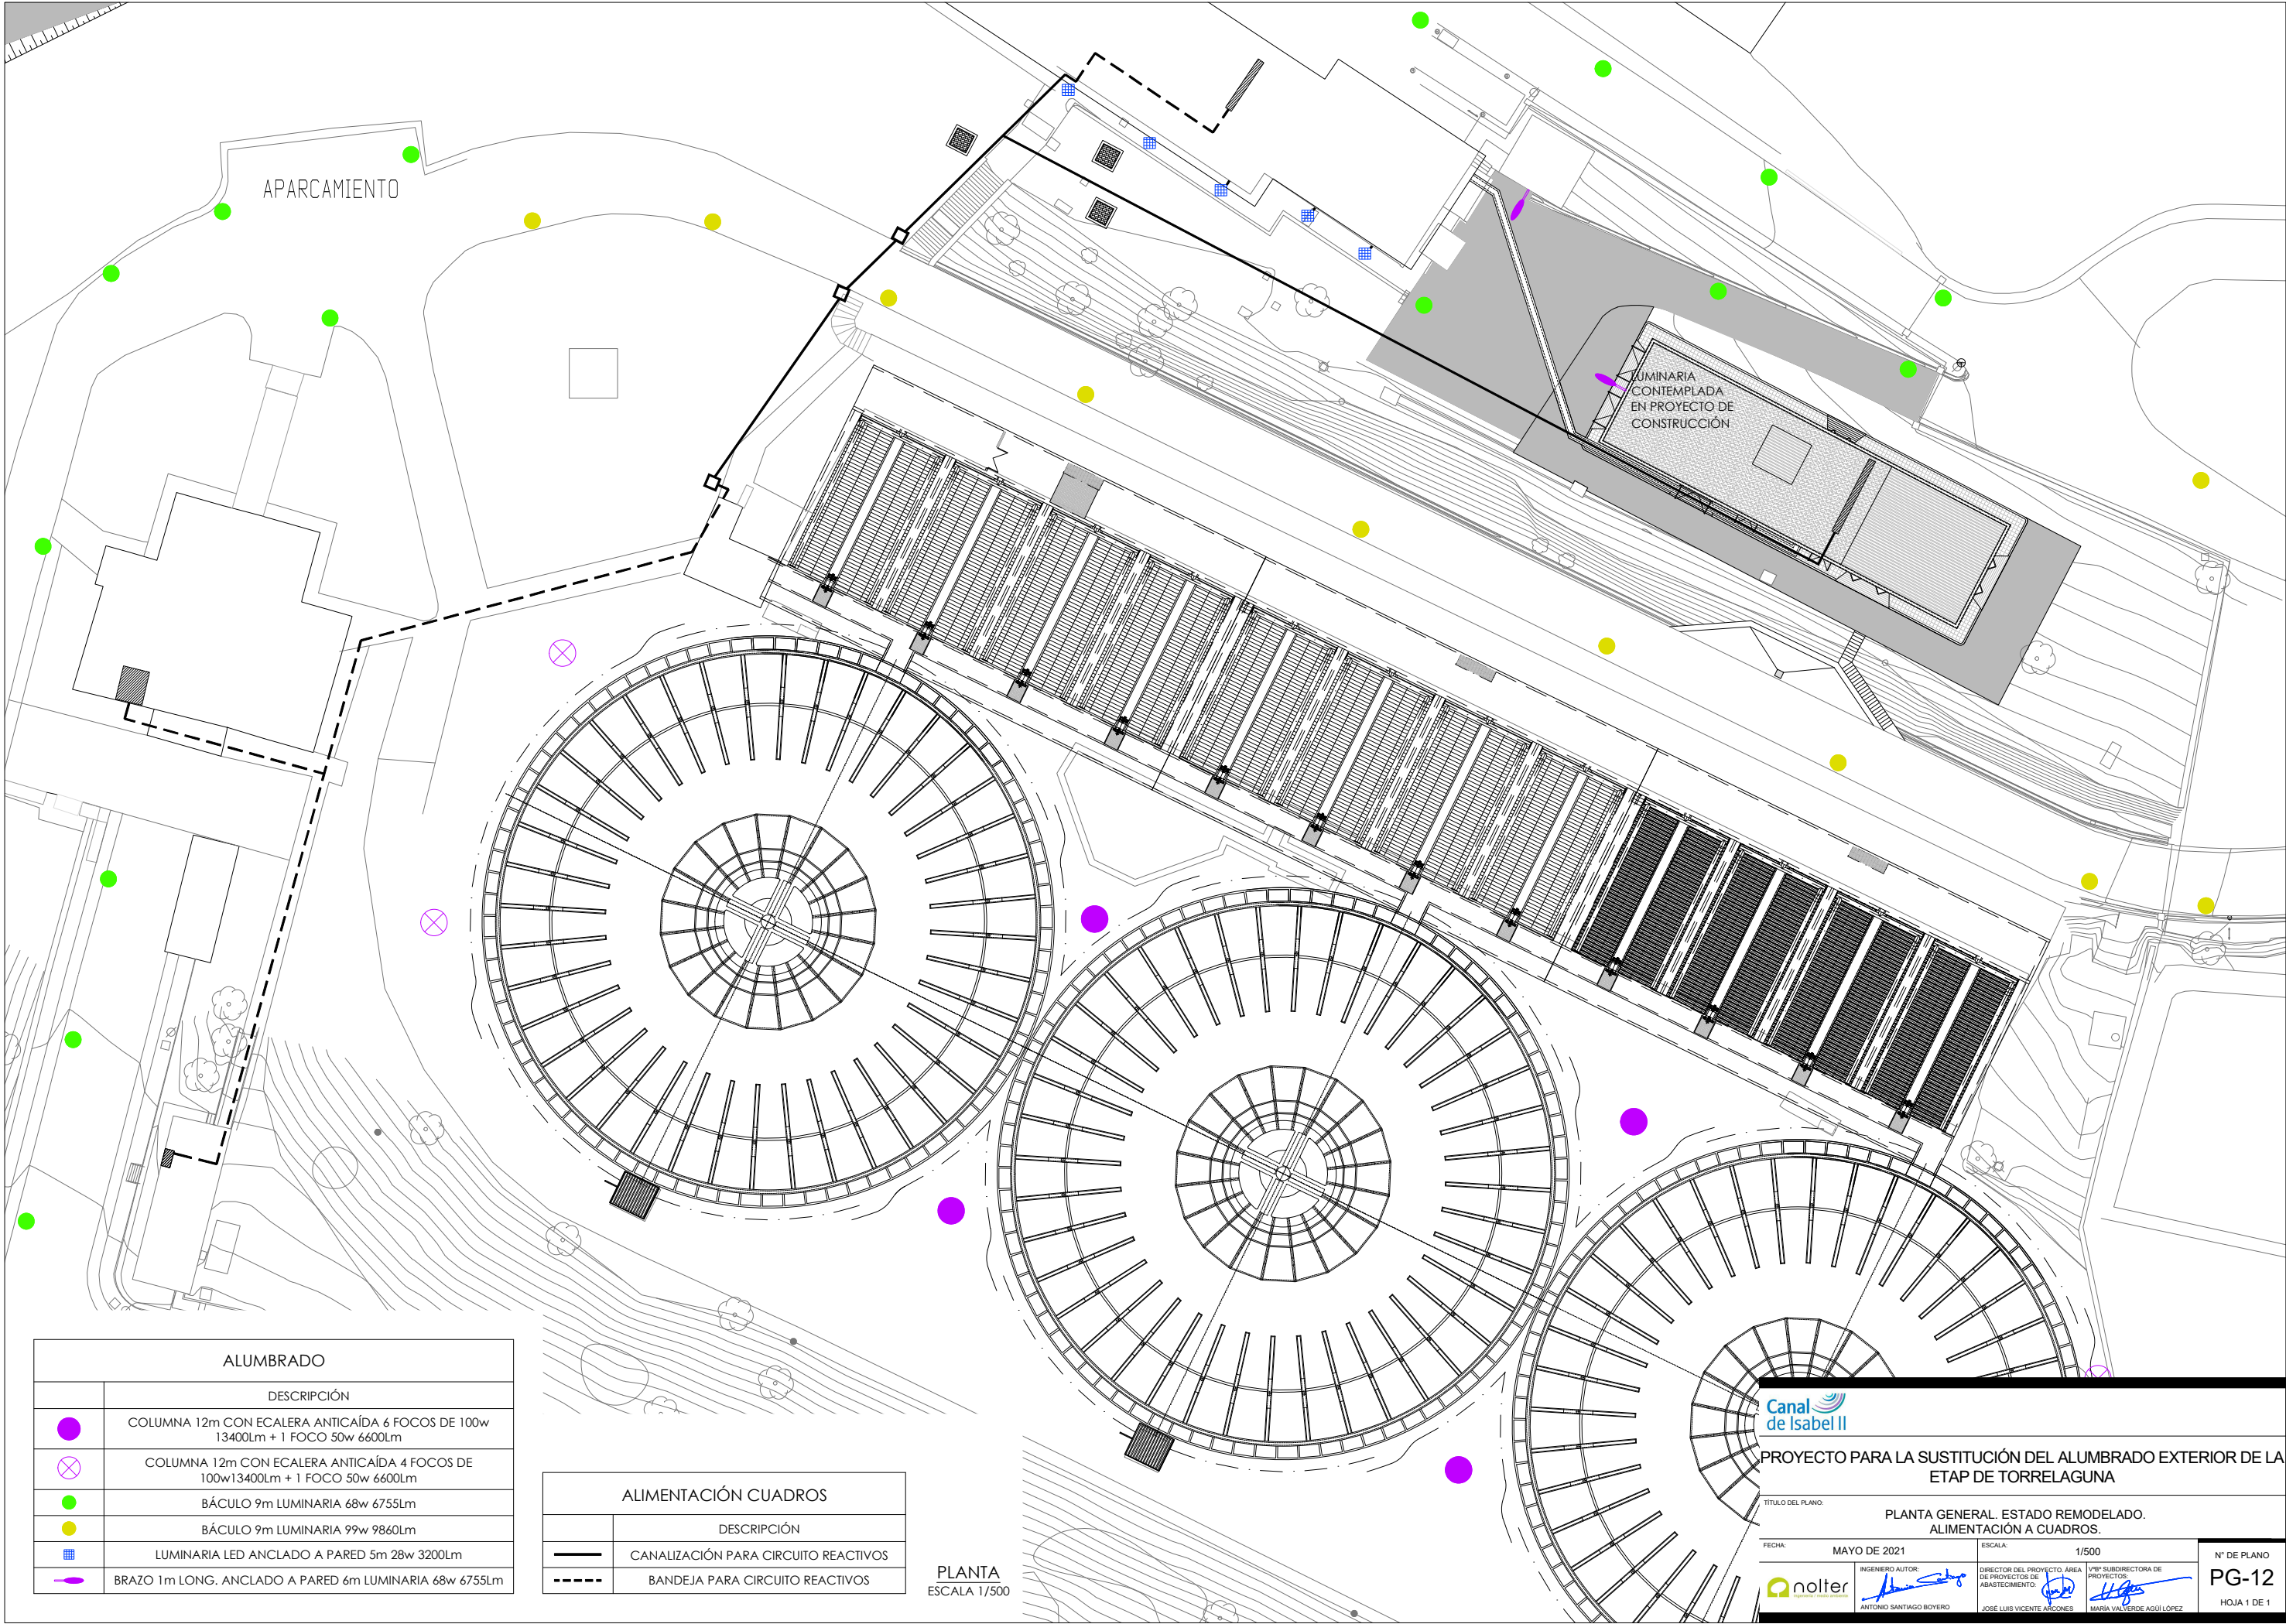 APARCAMIENTO
LUMINARIA
CONTEMPLADA
EN PROYECTO DE
CONSTRUCCIÓN
ALUMBRADO
DESCRIPCIÓN
COLUMNA 12m CON ECALERA ANTICAÍDA 6 FOCOS DE 100w
13400Lm + 1 FOCO 50w 6600Lm
COLUMNA 12m CON ECALERA ANTICAÍDA 4 FOCOS DE
100w13400Lm + 1 FOCO 50w 6600Lm
BÁCULO 9m LUMINARIA 68w 6755Lm
BÁCULO 9m LUMINARIA 99w 9860Lm
LUMINARIA LED ANCLADO A PARED 5m 28w 3200Lm
BRAZO 1m LONG. ANCLADO A PARED 6m LUMINARIA 68w 6755Lm
ALIMENTACIÓN CUADROS
DESCRIPCIÓN
CANALIZACIÓN PARA CIRCUITO REACTIVOS
BANDEJA PARA CIRCUITO REACTIVOS
PLANTA
ESCALA 1/500
Canal
de Isabel II
PROYECTO PARA LA SUSTITUCIÓN DEL ALUMBRADO EXTERIOR DE LA
ETAP DE TORRELAGUNA
TÍTULO DEL PLANO:
PLANTA GENERAL. ESTADO REMODELADO.
ALIMENTACIÓN A CUADROS.
FECHA:
MAYO DE 2021
ESCALA:
1/500
Nº DE PLANO
PG-12
HOJA 1 DE 1
nolter
INGENIERO AUTOR:
ANTONIO SANTIAGO BOYERO
DIRECTOR DEL PROYECTO. ÁREA
DE PROYECTOS DE
ABASTECIMIENTO:
JOSÉ LUIS VICENTE ARCONES
VºBº SUBDIRECTORA DE
PROYECTOS:
MARÍA VALVERDE AGÜI LÓPEZ